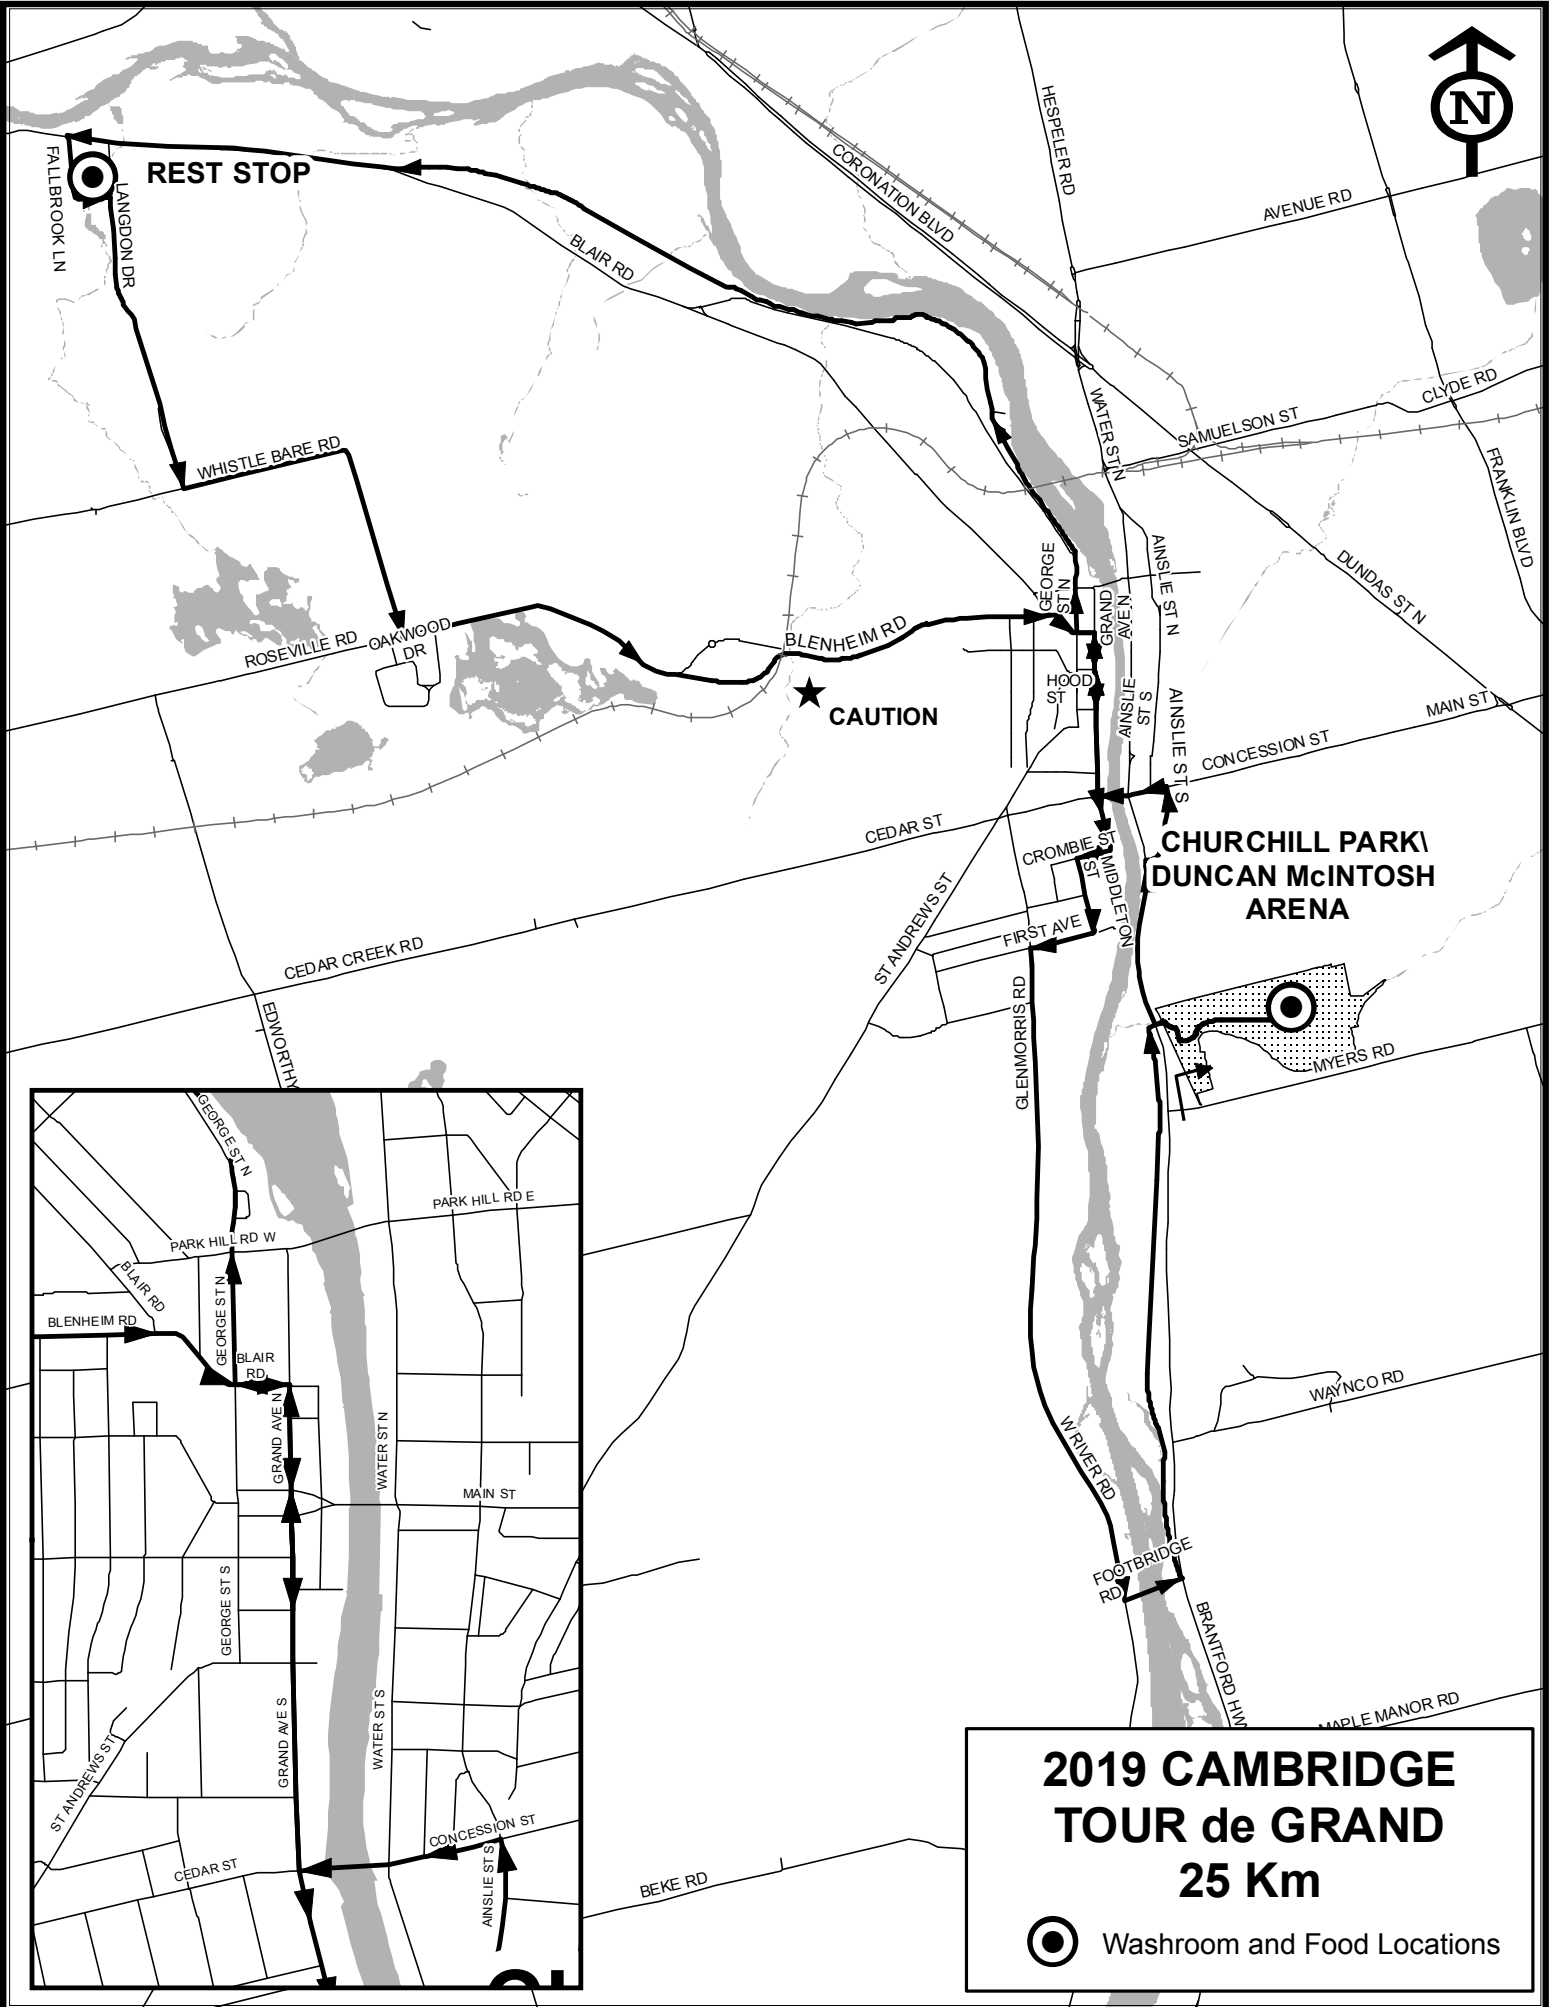 N
HESPELER RD
CORONATION BLVD
AVENUE RD
FALLBROOK LN
LANGDON DR
REST STOP
BLAIR RD
CLYDE RD
SAMUELSON ST
WATER ST N
FRANKLIN BLVD
WHISTLE BARE RD
AINSLIE ST N
DUNDAS ST N
GEORGE
ST N
GRAND
AVE N
ROSEVILLE RD
OAKWOOD
DR
BLENHEIM RD
HOOD
ST
AINSLIE
ST S
AINSLIE ST S
MAIN ST
CAUTION
CONCESSION ST
CEDAR ST
CROMBIE ST
MIDDLETON
ST
CHURCHILL PARK\
DUNCAN McINTOSH
ARENA
ST ANDREWS ST
FIRST AVE
CEDAR CREEK RD
EDWORTHY
GLENMORRIS RD
MYERS RD
WAYNCO RD
W RIVER RD
FOOTBRIDGE
RD
BRANTFORD HW
MAPLE MANOR RD
BEKE RD
GEORGE ST N
PARK HILL RD E
PARK HILL RD W
BLAIR RD
BLENHEIM RD
GEORGE ST N
BLAIR
RD
GRAND AVE N
WATER ST N
MAIN ST
GEORGE ST S
GRAND AVE S
WATER ST S
ST ANDREWS ST
CONCESSION ST
CEDAR ST
AINSLIE ST S
2019 CAMBRIDGE
TOUR de GRAND
25 Km
Washroom and Food Locations